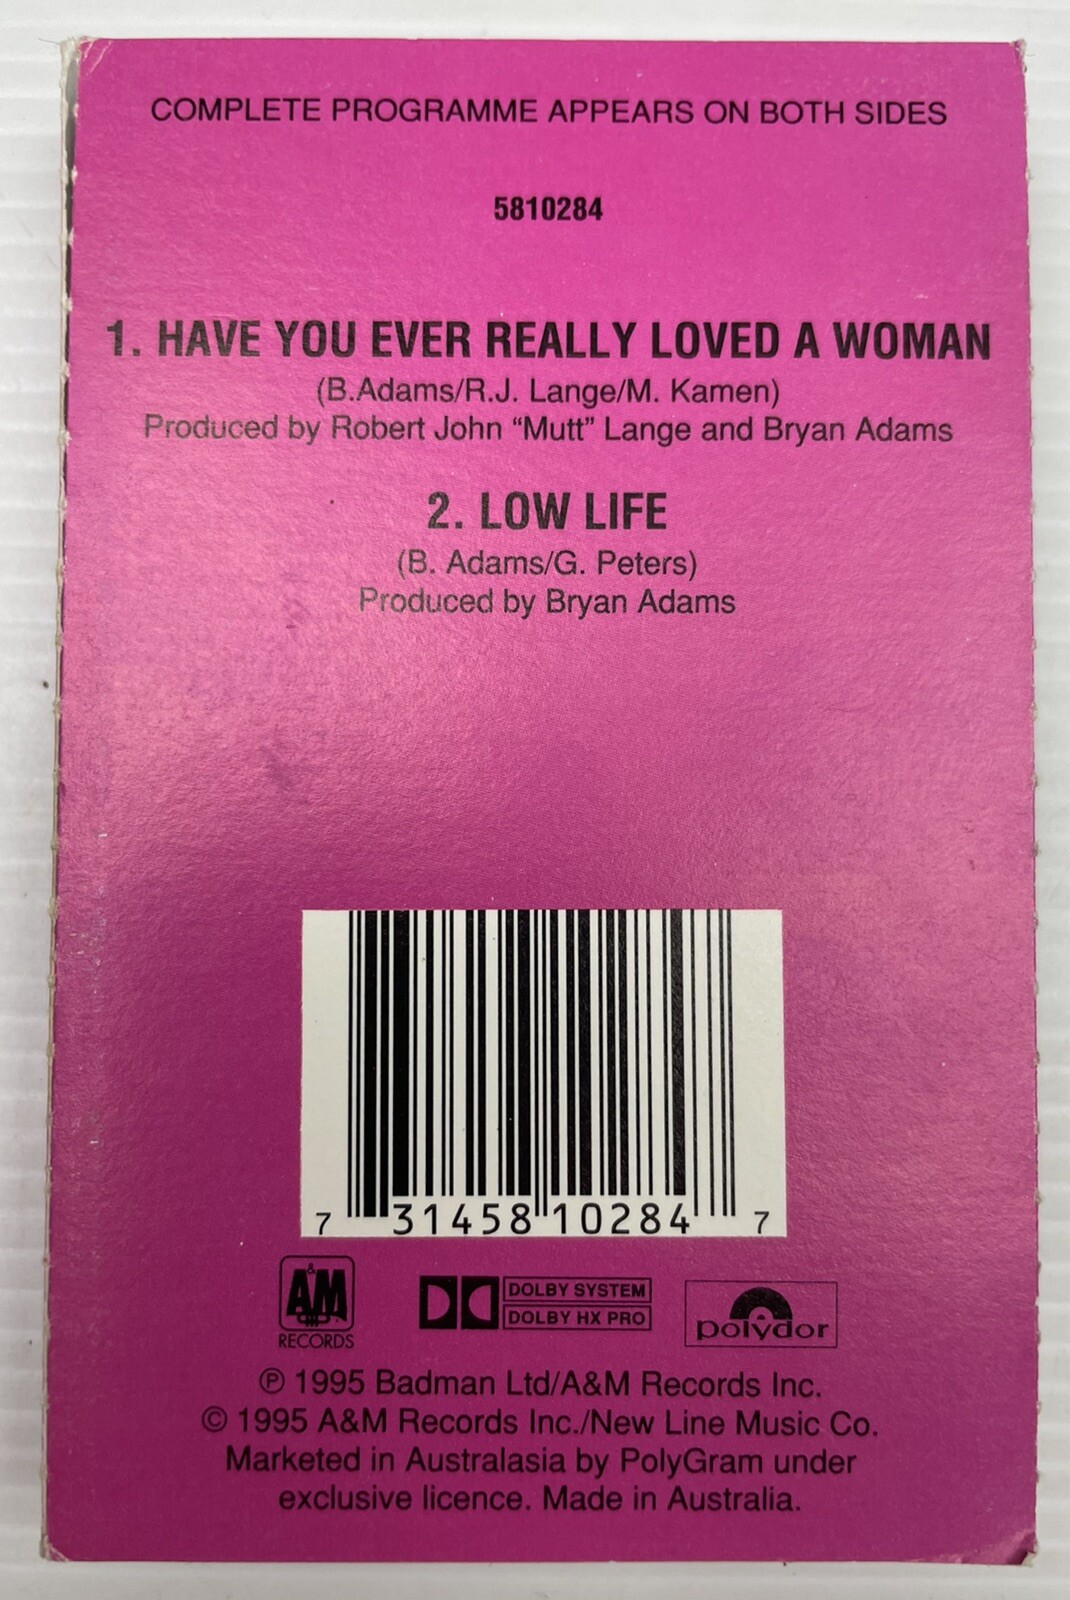 COMPLETE PROGRAMME APPEARS ON BOTH SIDES
5810284
1. HAVE YOU EVER REALLY LOVED A WOMAN
(B.Adams/R.J. Lange/M. Kamen)
Produced by Robert John “Mutt” Lange and Bryan Adams
2. LOW LIFE
(B. Adams/G. Peters)
Produced by Bryan Adams
7 31458 10284 7
A&M
RECORDS
DOLBY SYSTEM
DOLBY HX PRO
polydor
℗ 1995 Badman Ltd/A&M Records Inc.
© 1995 A&M Records Inc./New Line Music Co.
Marketed in Australasia by PolyGram under
exclusive licence. Made in Australia.